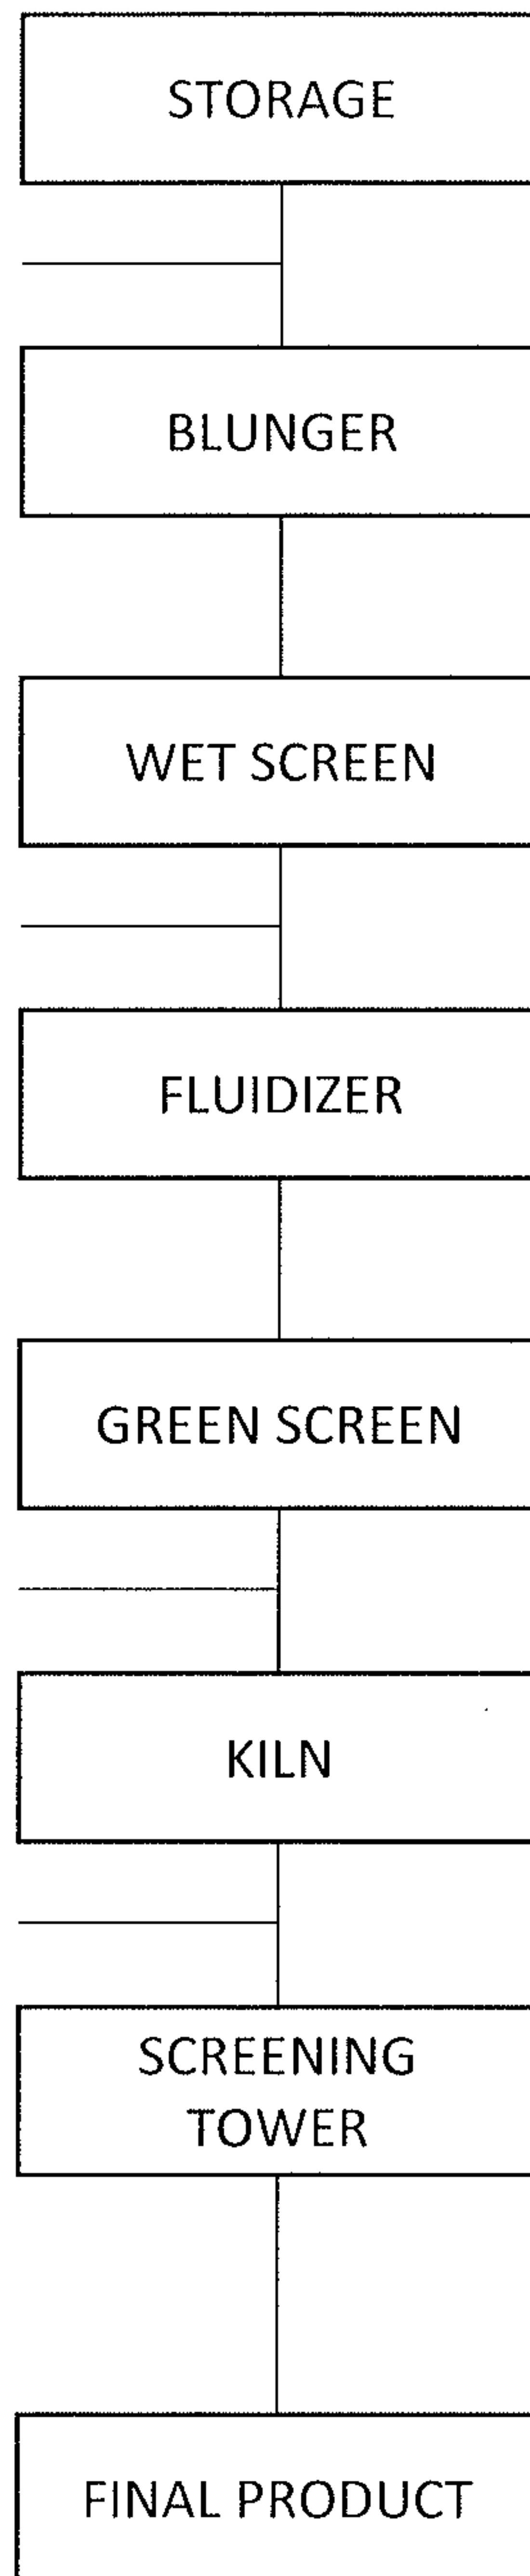 STORAGE
BLUNGER
WET SCREEN
FLUIDIZER
GREEN SCREEN
KILN
SCREENING
TOWER
FINAL PRODUCT